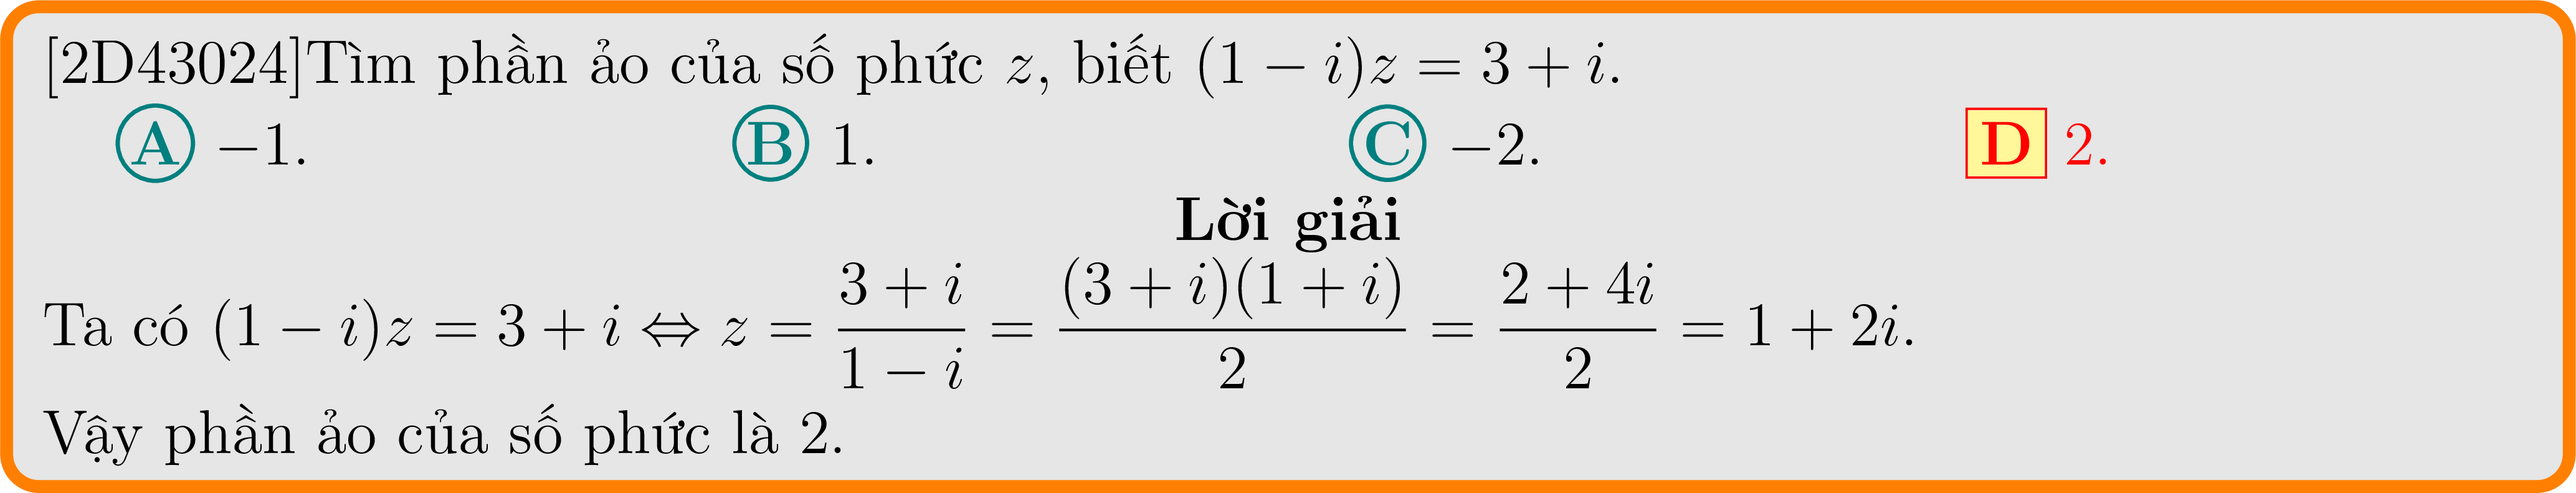 [2D43024]Tìm phần ảo của số phức z, biết (1 − i)z = 3 + i.
A −1. B 1. C −2. D 2.
Lời giải
Ta có (1 − i)z = 3 + i ⇔ z = \frac{3 + i}{1 − i} = \frac{(3 + i)(1 + i)}{2} = \frac{2 + 4i}{2} = 1 + 2i.
Vậy phần ảo của số phức là 2.